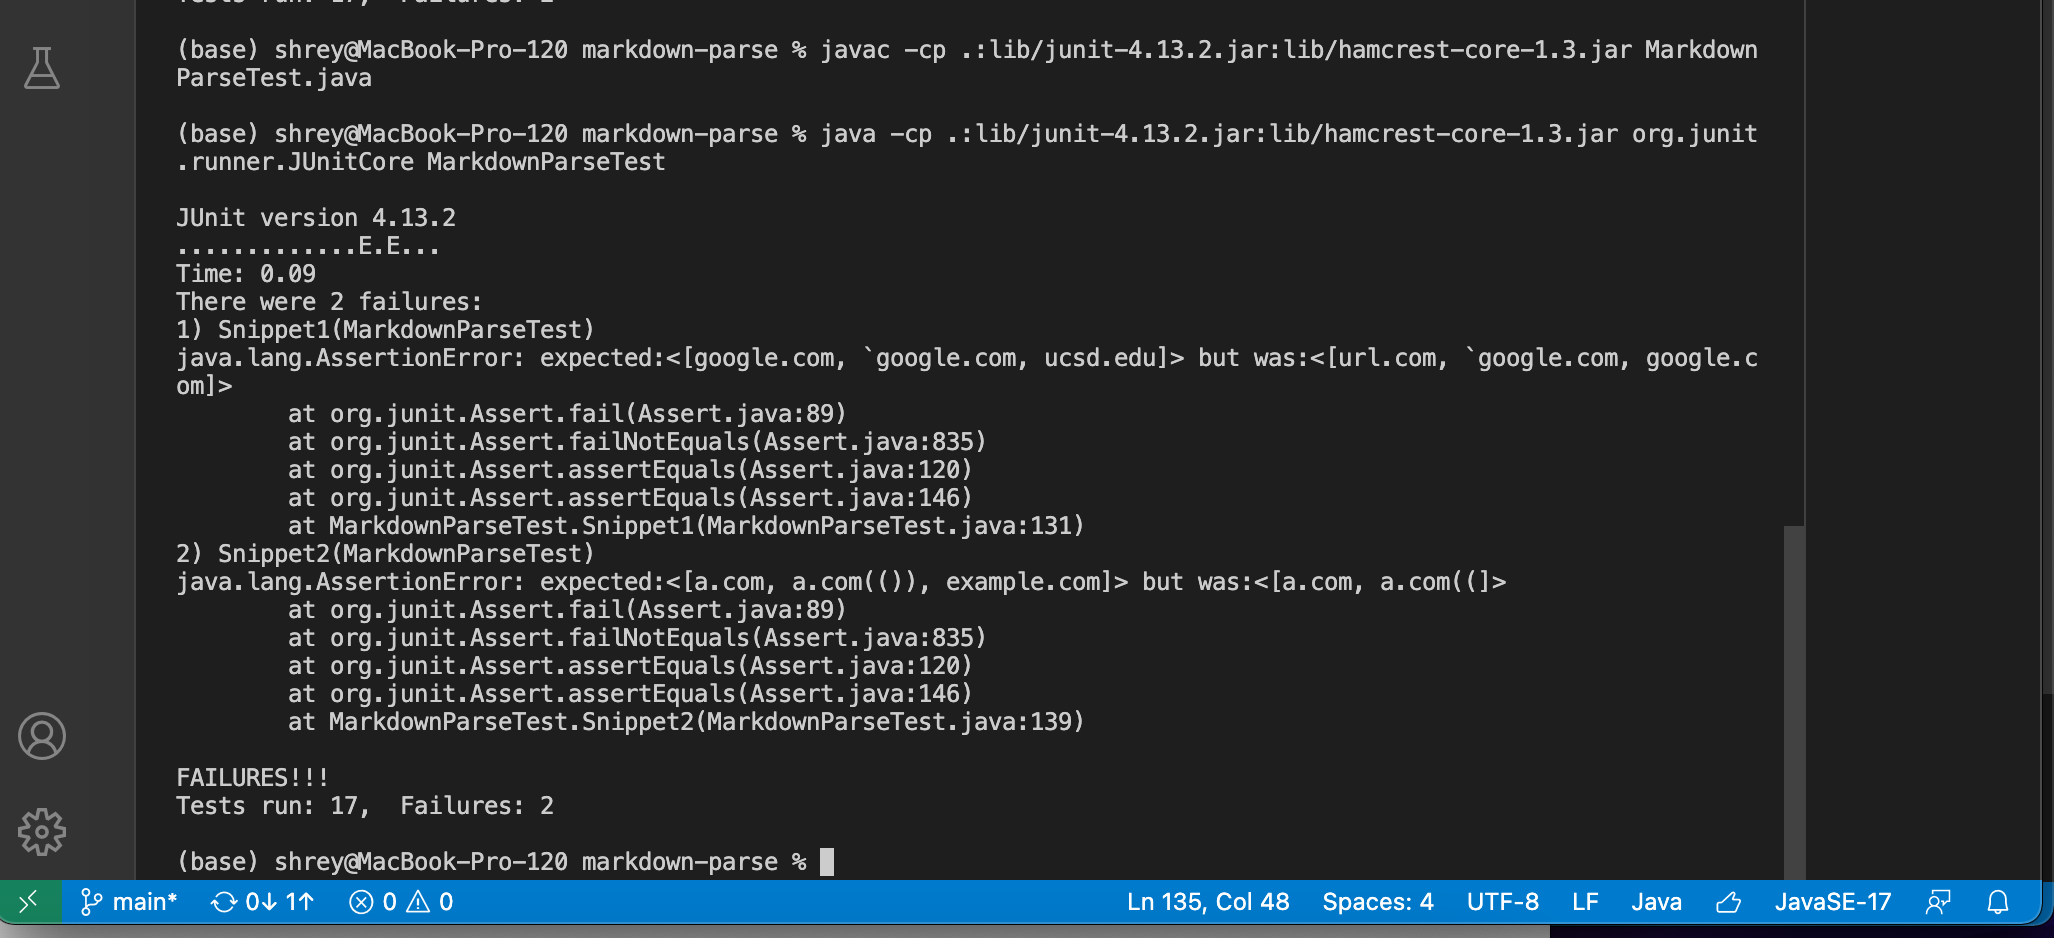 (base) shrey@MacBook-Pro-120 markdown-parse % javac -cp .:lib/junit-4.13.2.jar:lib/hamcrest-core-1.3.jar Markdown
ParseTest.java
(base) shrey@MacBook-Pro-120 markdown-parse % java -cp .:lib/junit-4.13.2.jar:lib/hamcrest-core-1.3.jar org.junit
.runner.JUnitCore MarkdownParseTest
JUnit version 4.13.2
.............E.E...
Time: 0.09
There were 2 failures:
1) Snippet1(MarkdownParseTest)
java.lang.AssertionError: expected:<[google.com, `google.com, ucsd.edu]> but was:<[url.com, `google.com, google.c
om]>
        at org.junit.Assert.fail(Assert.java:89)
        at org.junit.Assert.failNotEquals(Assert.java:835)
        at org.junit.Assert.assertEquals(Assert.java:120)
        at org.junit.Assert.assertEquals(Assert.java:146)
        at MarkdownParseTest.Snippet1(MarkdownParseTest.java:131)
2) Snippet2(MarkdownParseTest)
java.lang.AssertionError: expected:<[a.com, a.com(()), example.com]> but was:<[a.com, a.com((]>
        at org.junit.Assert.fail(Assert.java:89)
        at org.junit.Assert.failNotEquals(Assert.java:835)
        at org.junit.Assert.assertEquals(Assert.java:120)
        at org.junit.Assert.assertEquals(Assert.java:146)
        at MarkdownParseTest.Snippet2(MarkdownParseTest.java:139)
FAILURES!!!
Tests run: 17,  Failures: 2
(base) shrey@MacBook-Pro-120 markdown-parse %
main* 0↓ 1↑ 0 0 Ln 135, Col 48 Spaces: 4 UTF-8 LF Java JavaSE-17